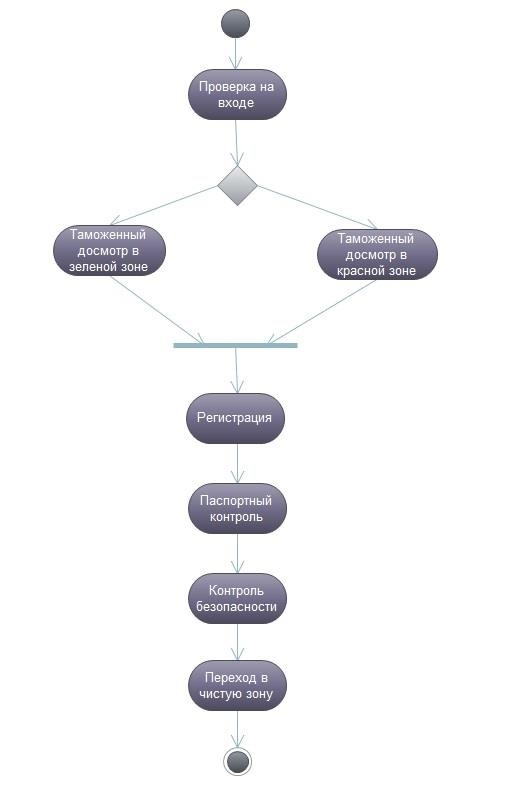 Проверка на
входе
Таможенный
досмотр в
зеленой зоне
Таможенный
досмотр в
красной зоне
Регистрация
Паспортный
контроль
Контроль
безопасности
Переход в
чистую зону